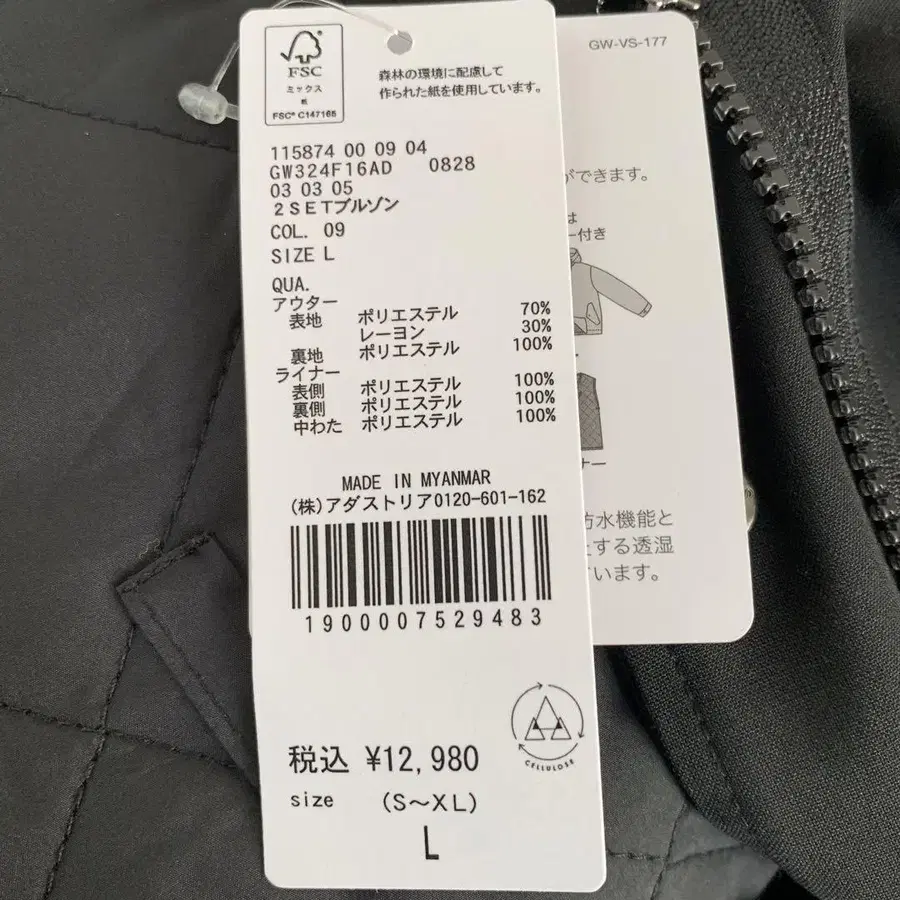 FSC
ミックス
紙
FSC® C147165
森林の環境に配慮して
作られた紙を使用しています。
115874 00 09 04
GW324F16AD 0828
03 03 05
2SETブルゾン
COL. 09
SIZE L
QUA.
アウター
表地 ポリエステル 70%
レーヨン 30%
裏地 ポリエステル 100%
ライナー
表側 ポリエステル 100%
裏側 ポリエステル 100%
中わた ポリエステル 100%
MADE IN MYANMAR
(株)アダストリア0120-601-162
1900007529483
税込 ¥12,980
CELLULOSE
size (S〜XL)
L
GW-VS-177
ができます。
は
ー付き
ナー
防水機能と
する透湿
います。